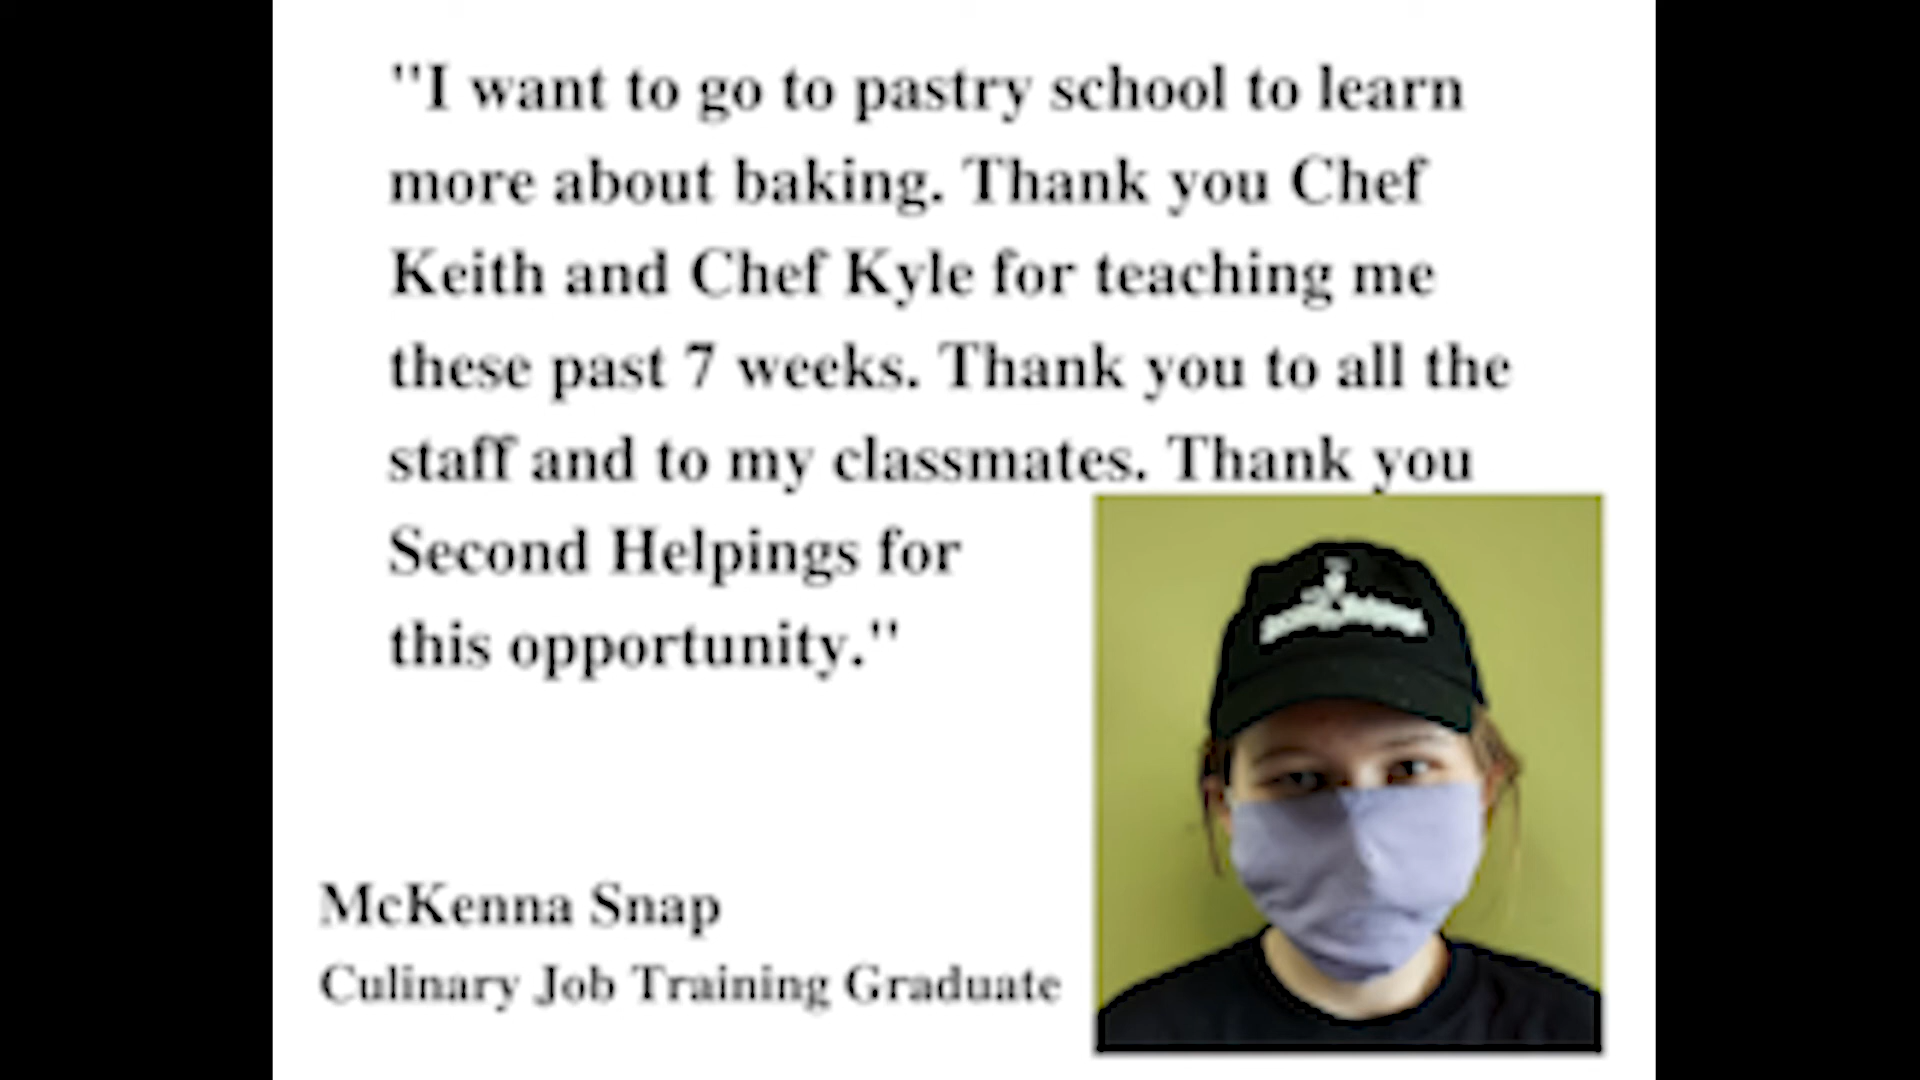 "I want to go to pastry school to learn
more about baking. Thank you Chef
Keith and Chef Kyle for teaching me
these past 7 weeks. Thank you to all the
staff and to my classmates. Thank you
Second Helpings for
this opportunity."
McKenna Snap
Culinary Job Training Graduate